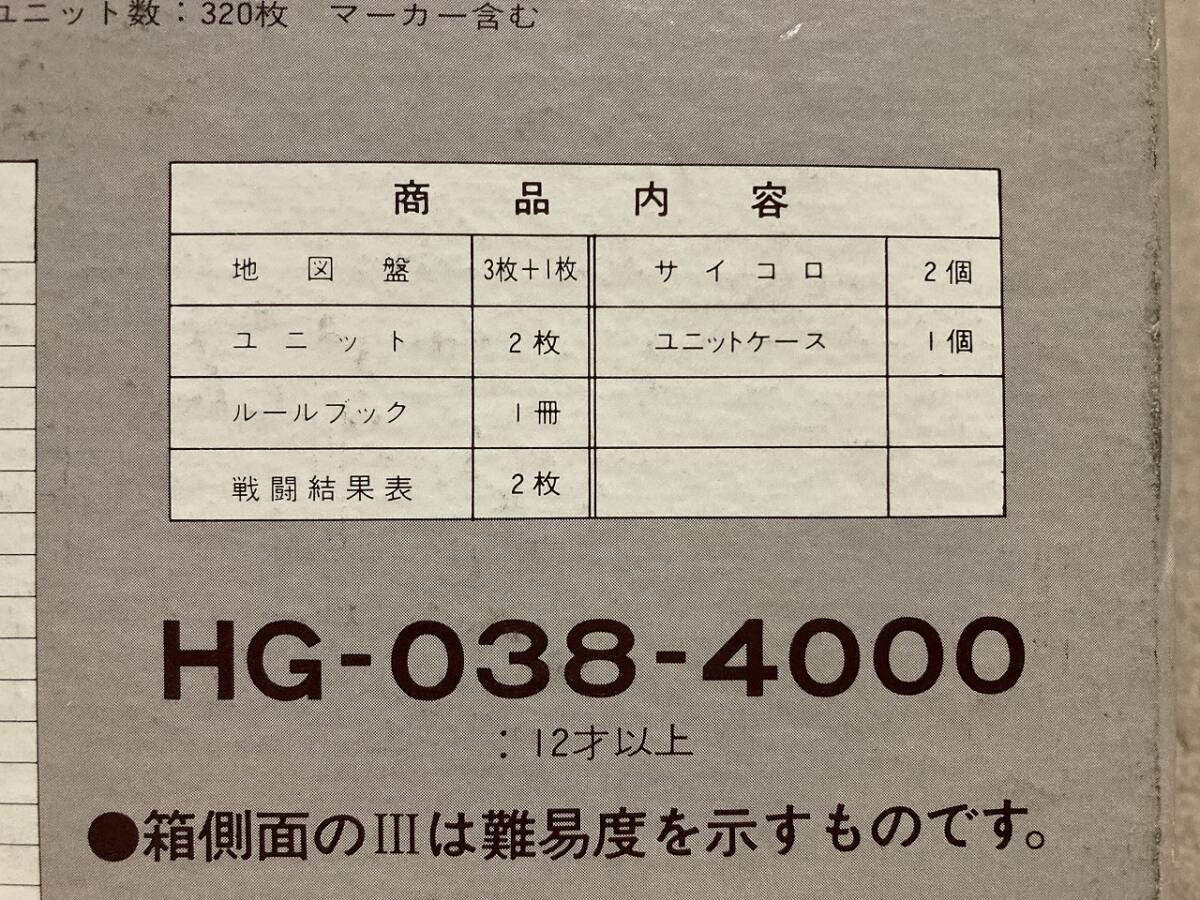 ユニット数：320枚　マーカー含む
商品内容
地図盤　3枚+1枚　サイコロ　2個
ユニット　2枚　ユニットケース　1個
ルールブック　1冊
戦闘結果表　2枚
HG-038-4000
：12才以上
●箱側面のIIIは難易度を示すものです。